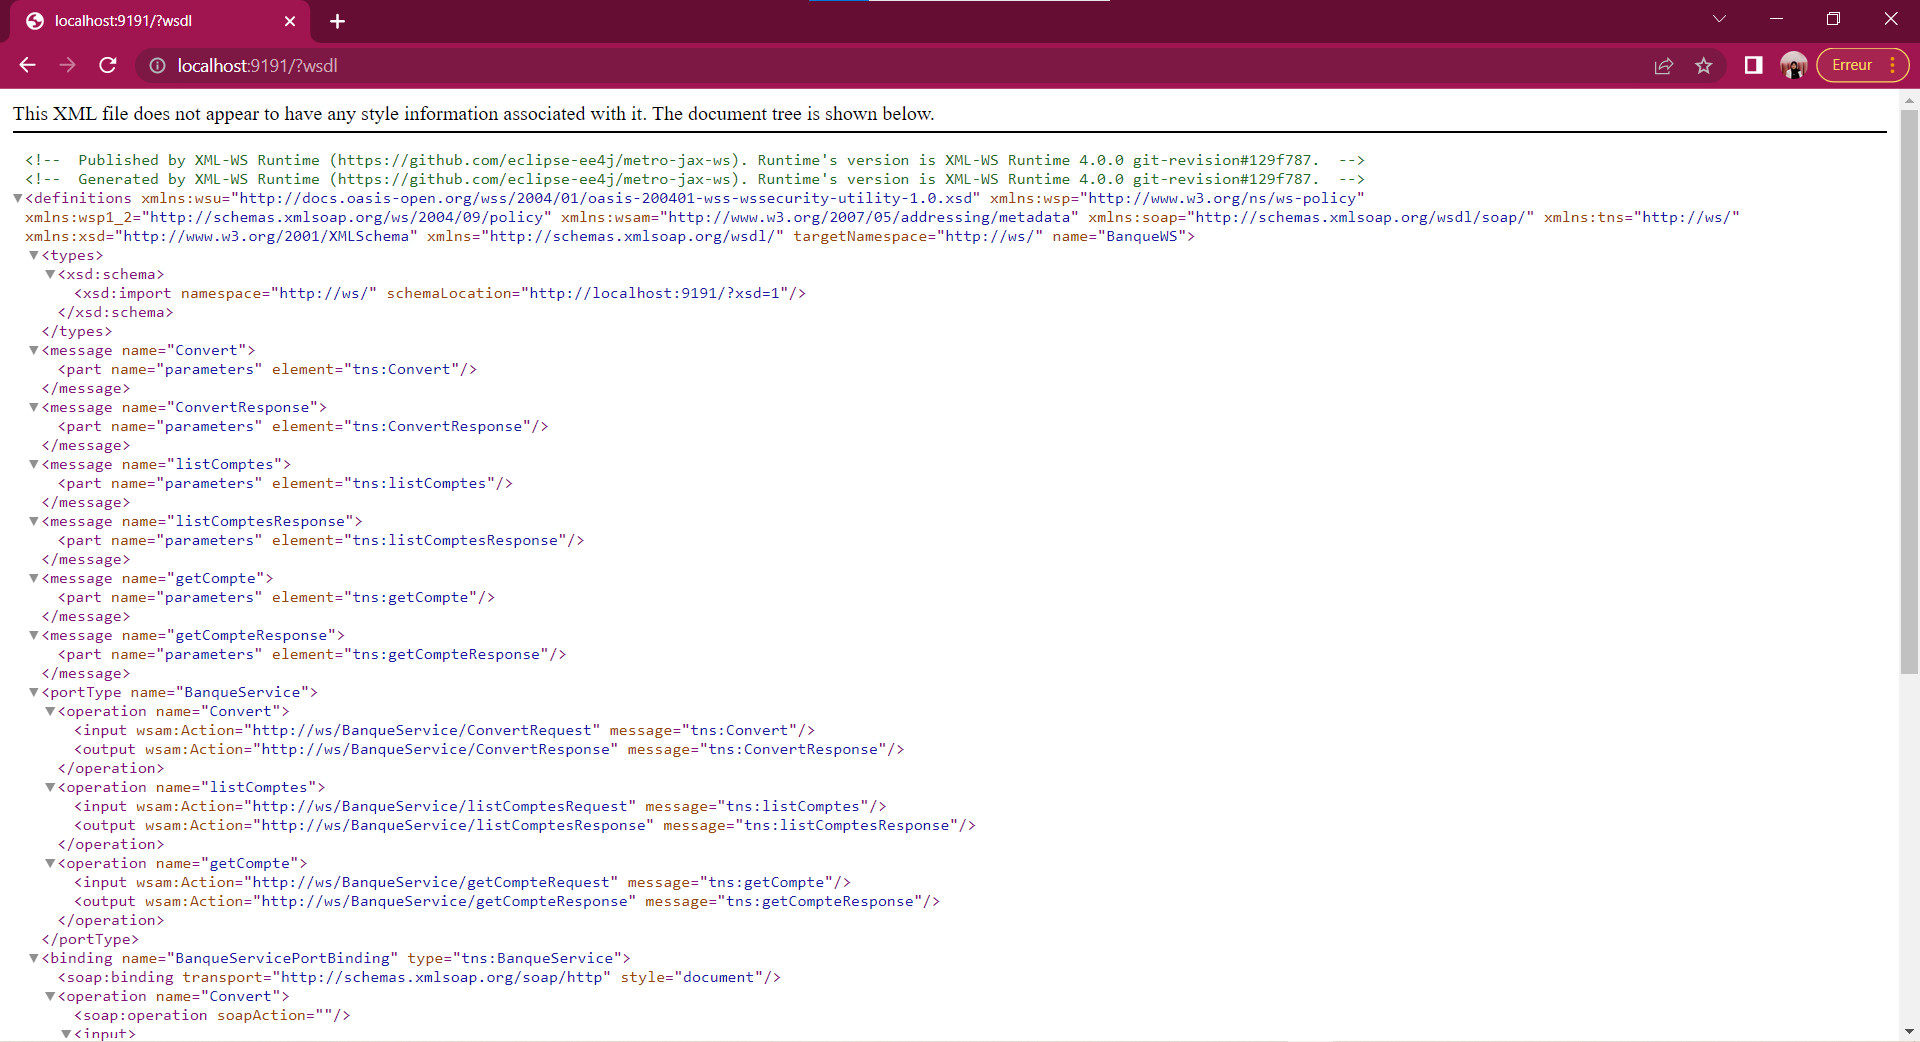 localhost:9191/?wsdl
localhost:9191/?wsdl
Erreur
This XML file does not appear to have any style information associated with it. The document tree is shown below.
<!--  Published by XML-WS Runtime (https://github.com/eclipse-ee4j/metro-jax-ws). Runtime's version is XML-WS Runtime 4.0.0 git-revision#129f787.  -->
<!--  Generated by XML-WS Runtime (https://github.com/eclipse-ee4j/metro-jax-ws). Runtime's version is XML-WS Runtime 4.0.0 git-revision#129f787.  -->
▼<definitions xmlns:wsu="http://docs.oasis-open.org/wss/2004/01/oasis-200401-wss-wssecurity-utility-1.0.xsd" xmlns:wsp="http://www.w3.org/ns/ws-policy"
xmlns:wsp1_2="http://schemas.xmlsoap.org/ws/2004/09/policy" xmlns:wsam="http://www.w3.org/2007/05/addressing/metadata" xmlns:soap="http://schemas.xmlsoap.org/wsdl/soap/" xmlns:tns="http://ws/"
xmlns:xsd="http://www.w3.org/2001/XMLSchema" xmlns="http://schemas.xmlsoap.org/wsdl/" targetNamespace="http://ws/" name="BanqueWS">
▼<types>
▼<xsd:schema>
<xsd:import namespace="http://ws/" schemaLocation="http://localhost:9191/?xsd=1"/>
</xsd:schema>
</types>
▼<message name="Convert">
<part name="parameters" element="tns:Convert"/>
</message>
▼<message name="ConvertResponse">
<part name="parameters" element="tns:ConvertResponse"/>
</message>
▼<message name="listComptes">
<part name="parameters" element="tns:listComptes"/>
</message>
▼<message name="listComptesResponse">
<part name="parameters" element="tns:listComptesResponse"/>
</message>
▼<message name="getCompte">
<part name="parameters" element="tns:getCompte"/>
</message>
▼<message name="getCompteResponse">
<part name="parameters" element="tns:getCompteResponse"/>
</message>
▼<portType name="BanqueService">
▼<operation name="Convert">
<input wsam:Action="http://ws/BanqueService/ConvertRequest" message="tns:Convert"/>
<output wsam:Action="http://ws/BanqueService/ConvertResponse" message="tns:ConvertResponse"/>
</operation>
▼<operation name="listComptes">
<input wsam:Action="http://ws/BanqueService/listComptesRequest" message="tns:listComptes"/>
<output wsam:Action="http://ws/BanqueService/listComptesResponse" message="tns:listComptesResponse"/>
</operation>
▼<operation name="getCompte">
<input wsam:Action="http://ws/BanqueService/getCompteRequest" message="tns:getCompte"/>
<output wsam:Action="http://ws/BanqueService/getCompteResponse" message="tns:getCompteResponse"/>
</operation>
</portType>
▼<binding name="BanqueServicePortBinding" type="tns:BanqueService">
<soap:binding transport="http://schemas.xmlsoap.org/soap/http" style="document"/>
▼<operation name="Convert">
<soap:operation soapAction=""/>
▼<input>